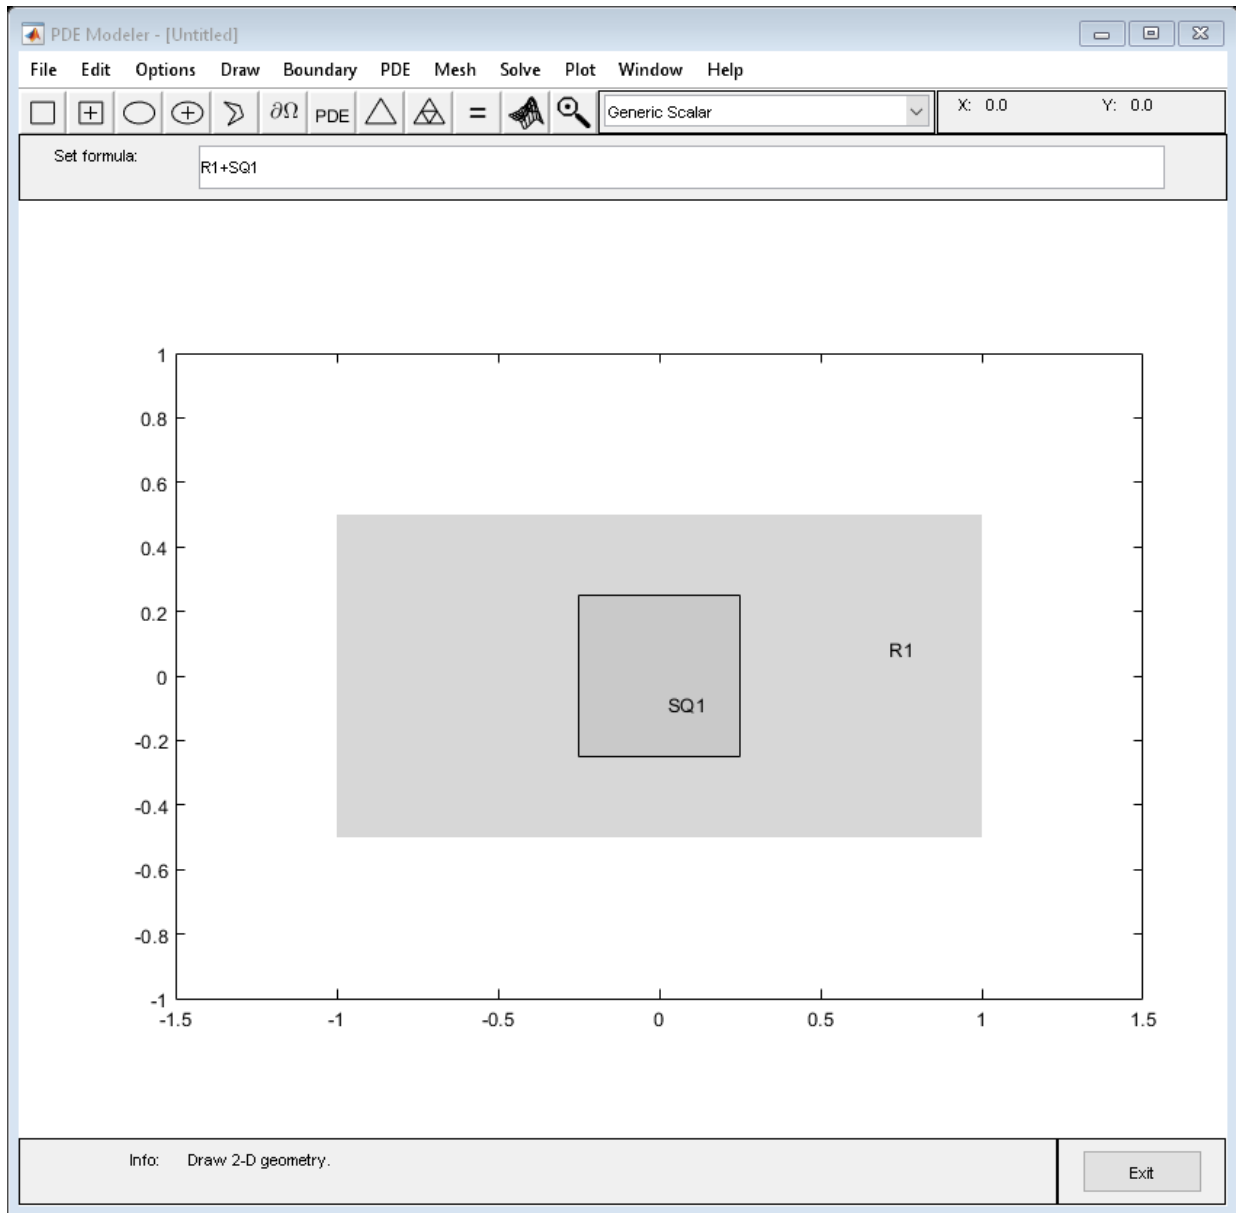 PDE Modeler - [Untitled]
File Edit Options Draw Boundary PDE Mesh Solve Plot Window Help
∂Ω PDE = Generic Scalar X: 0.0 Y: 0.0
Set formula: R1+SQ1
1
0.8
0.6
0.4
0.2
0
-0.2
-0.4
-0.6
-0.8
-1
R1
SQ1
-1.5 -1 -0.5 0 0.5 1 1.5
Info: Draw 2-D geometry. Exit